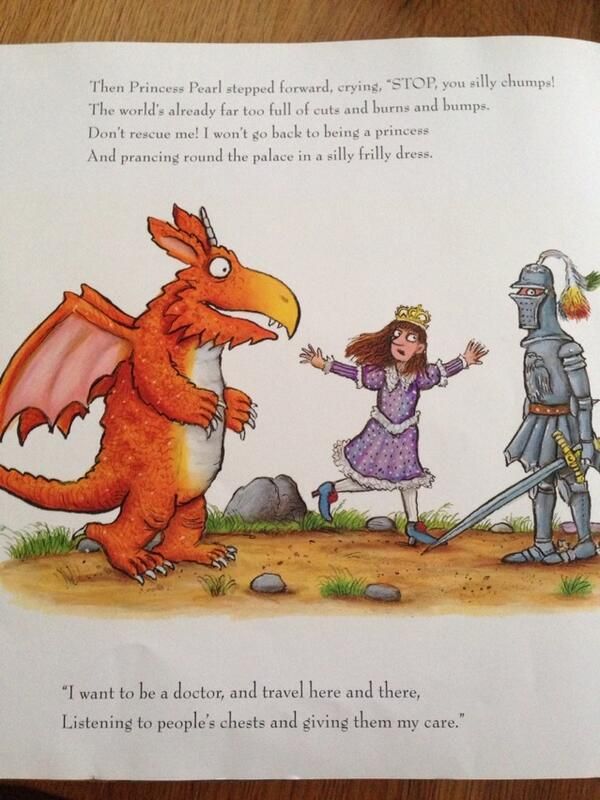 Then Princess Pearl stepped forward, crying, “STOP, you silly chumps!
The world’s already far too full of cuts and burns and bumps.
Don’t rescue me! I won’t go back to being a princess
And prancing round the palace in a silly frilly dress.
“I want to be a doctor, and travel here and there,
Listening to people’s chests and giving them my care.”